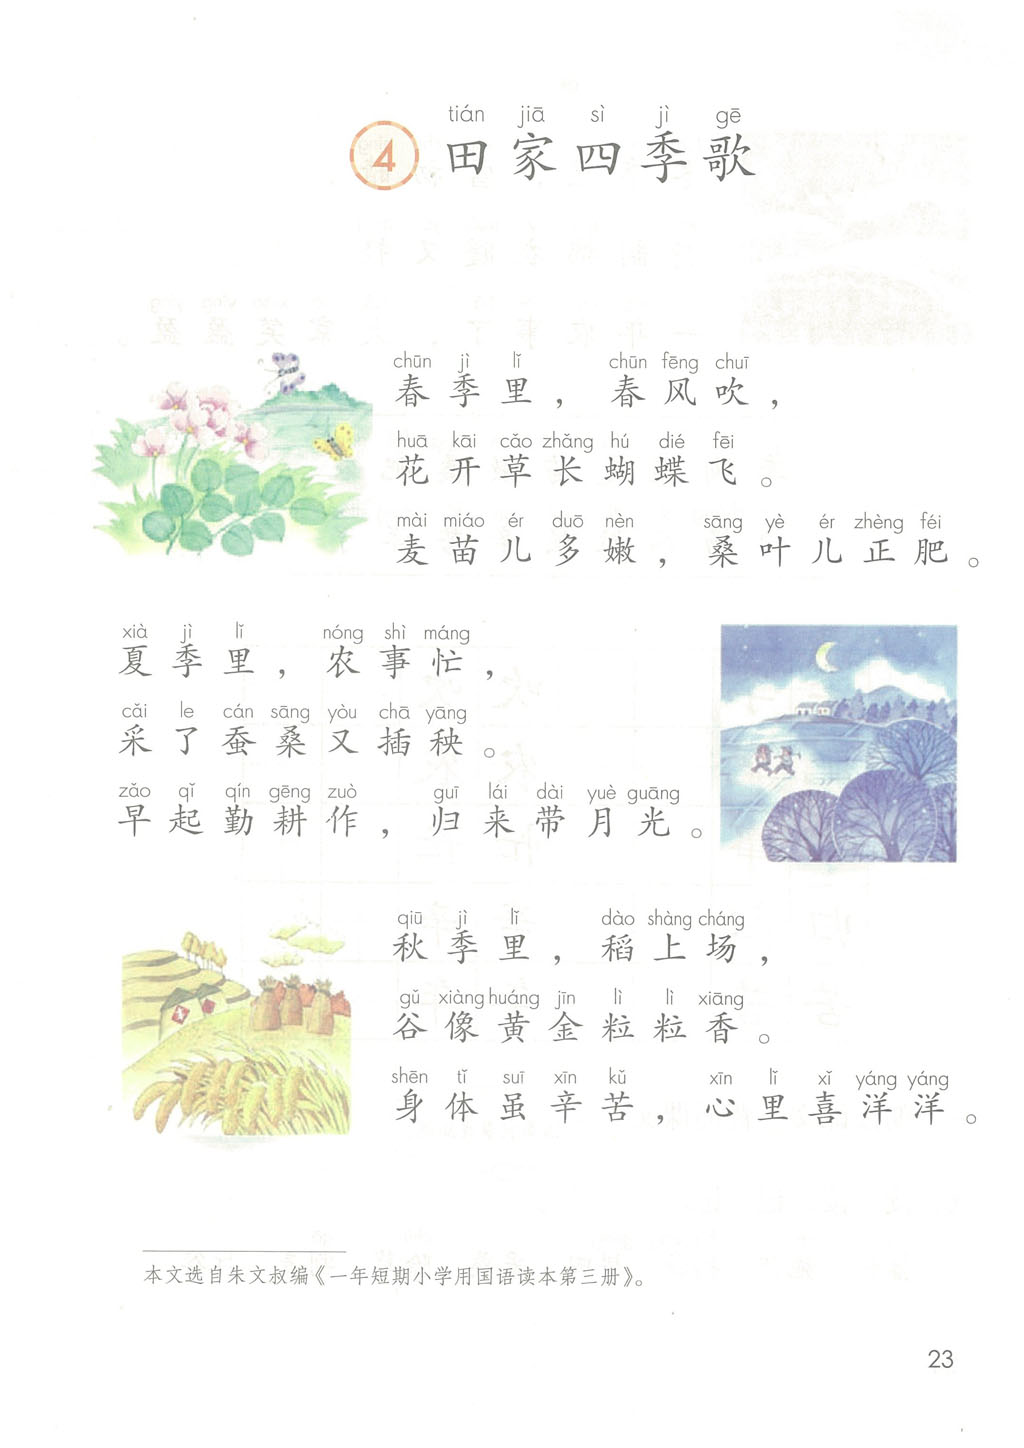 tián jiā sì jì gē
4 田家四季歌
chūn jì lǐ chūn fēng chuī
春季里，春风吹，
huā kāi cǎo zhǎng hú dié fēi
花开草长蝴蝶飞。
mài miáo ér duō nèn sāng yè ér zhèng féi
麦苗儿多嫩，桑叶儿正肥。
xià jì lǐ nóng shì máng
夏季里，农事忙，
cǎi le cán sāng yòu chā yāng
采了蚕桑又插秧。
zǎo qǐ qín gēng zuò guī lái dài yuè guāng
早起勤耕作，归来带月光。
qiū jì lǐ dào shàng cháng
秋季里，稻上场，
gǔ xiàng huáng jīn lì lì xiāng
谷像黄金粒粒香。
shēn tǐ suī xīn kǔ xīn lǐ xǐ yáng yáng
身体虽辛苦，心里喜洋洋。
本文选自朱文叔编《一年短期小学用国语读本第三册》。
23